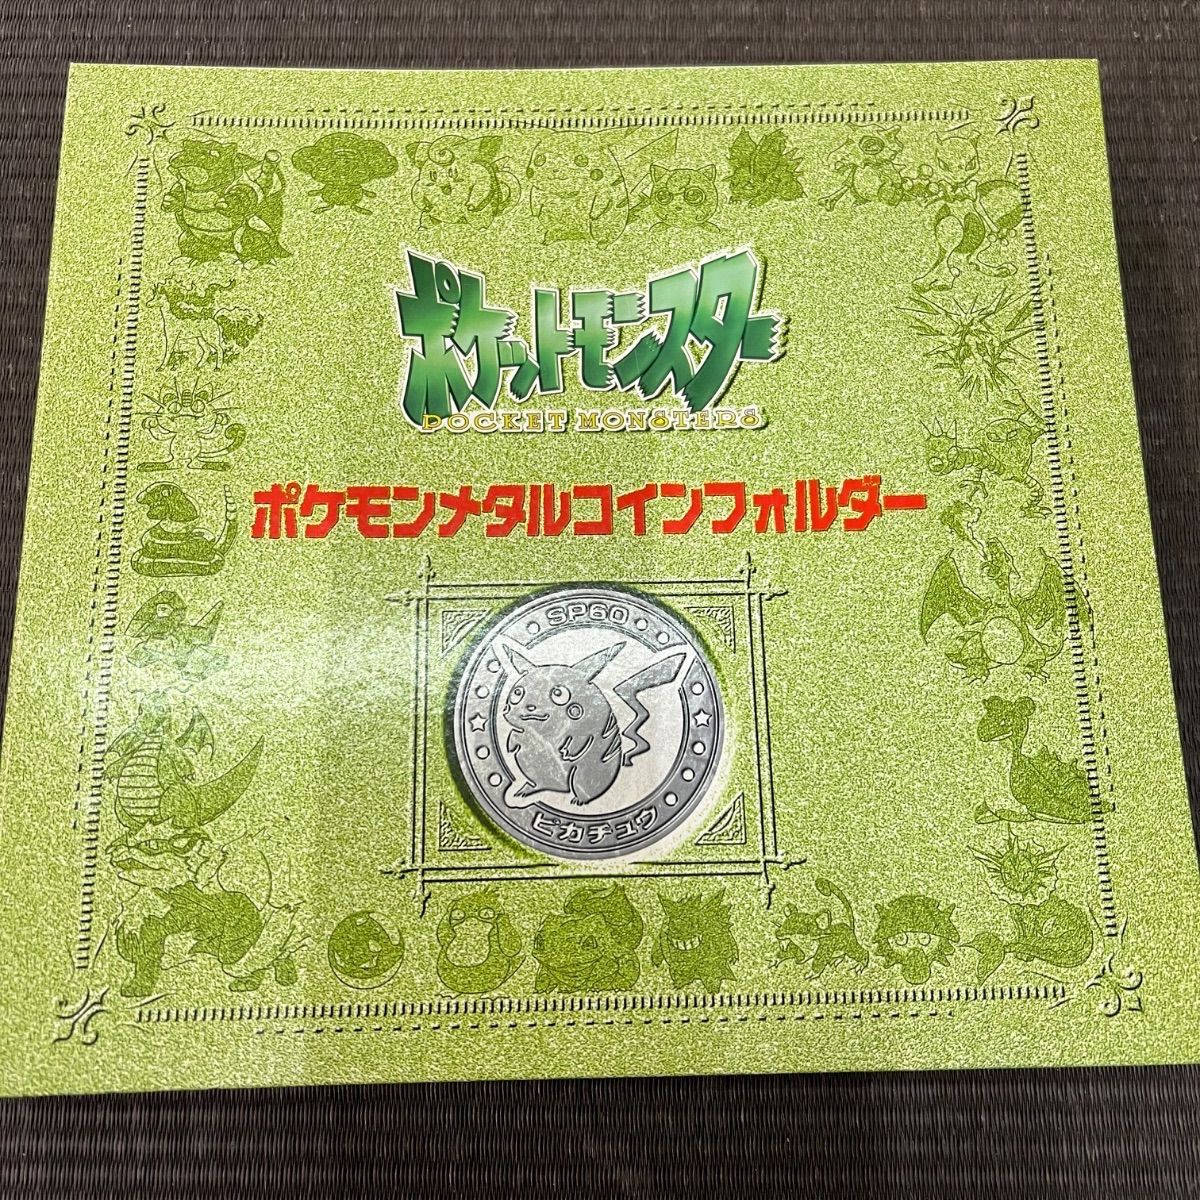 ポケットモンスター
POCKET MONSTERS
ポケモンメタルコインフォルダー
SP60
ピカチュウ